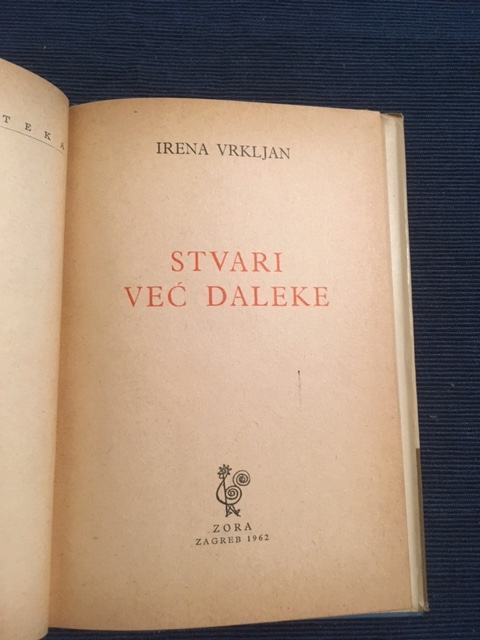 TEKA
IRENA VRKLJAN
STVARI
VEĆ DALEKE
ZORA
ZAGREB 1962